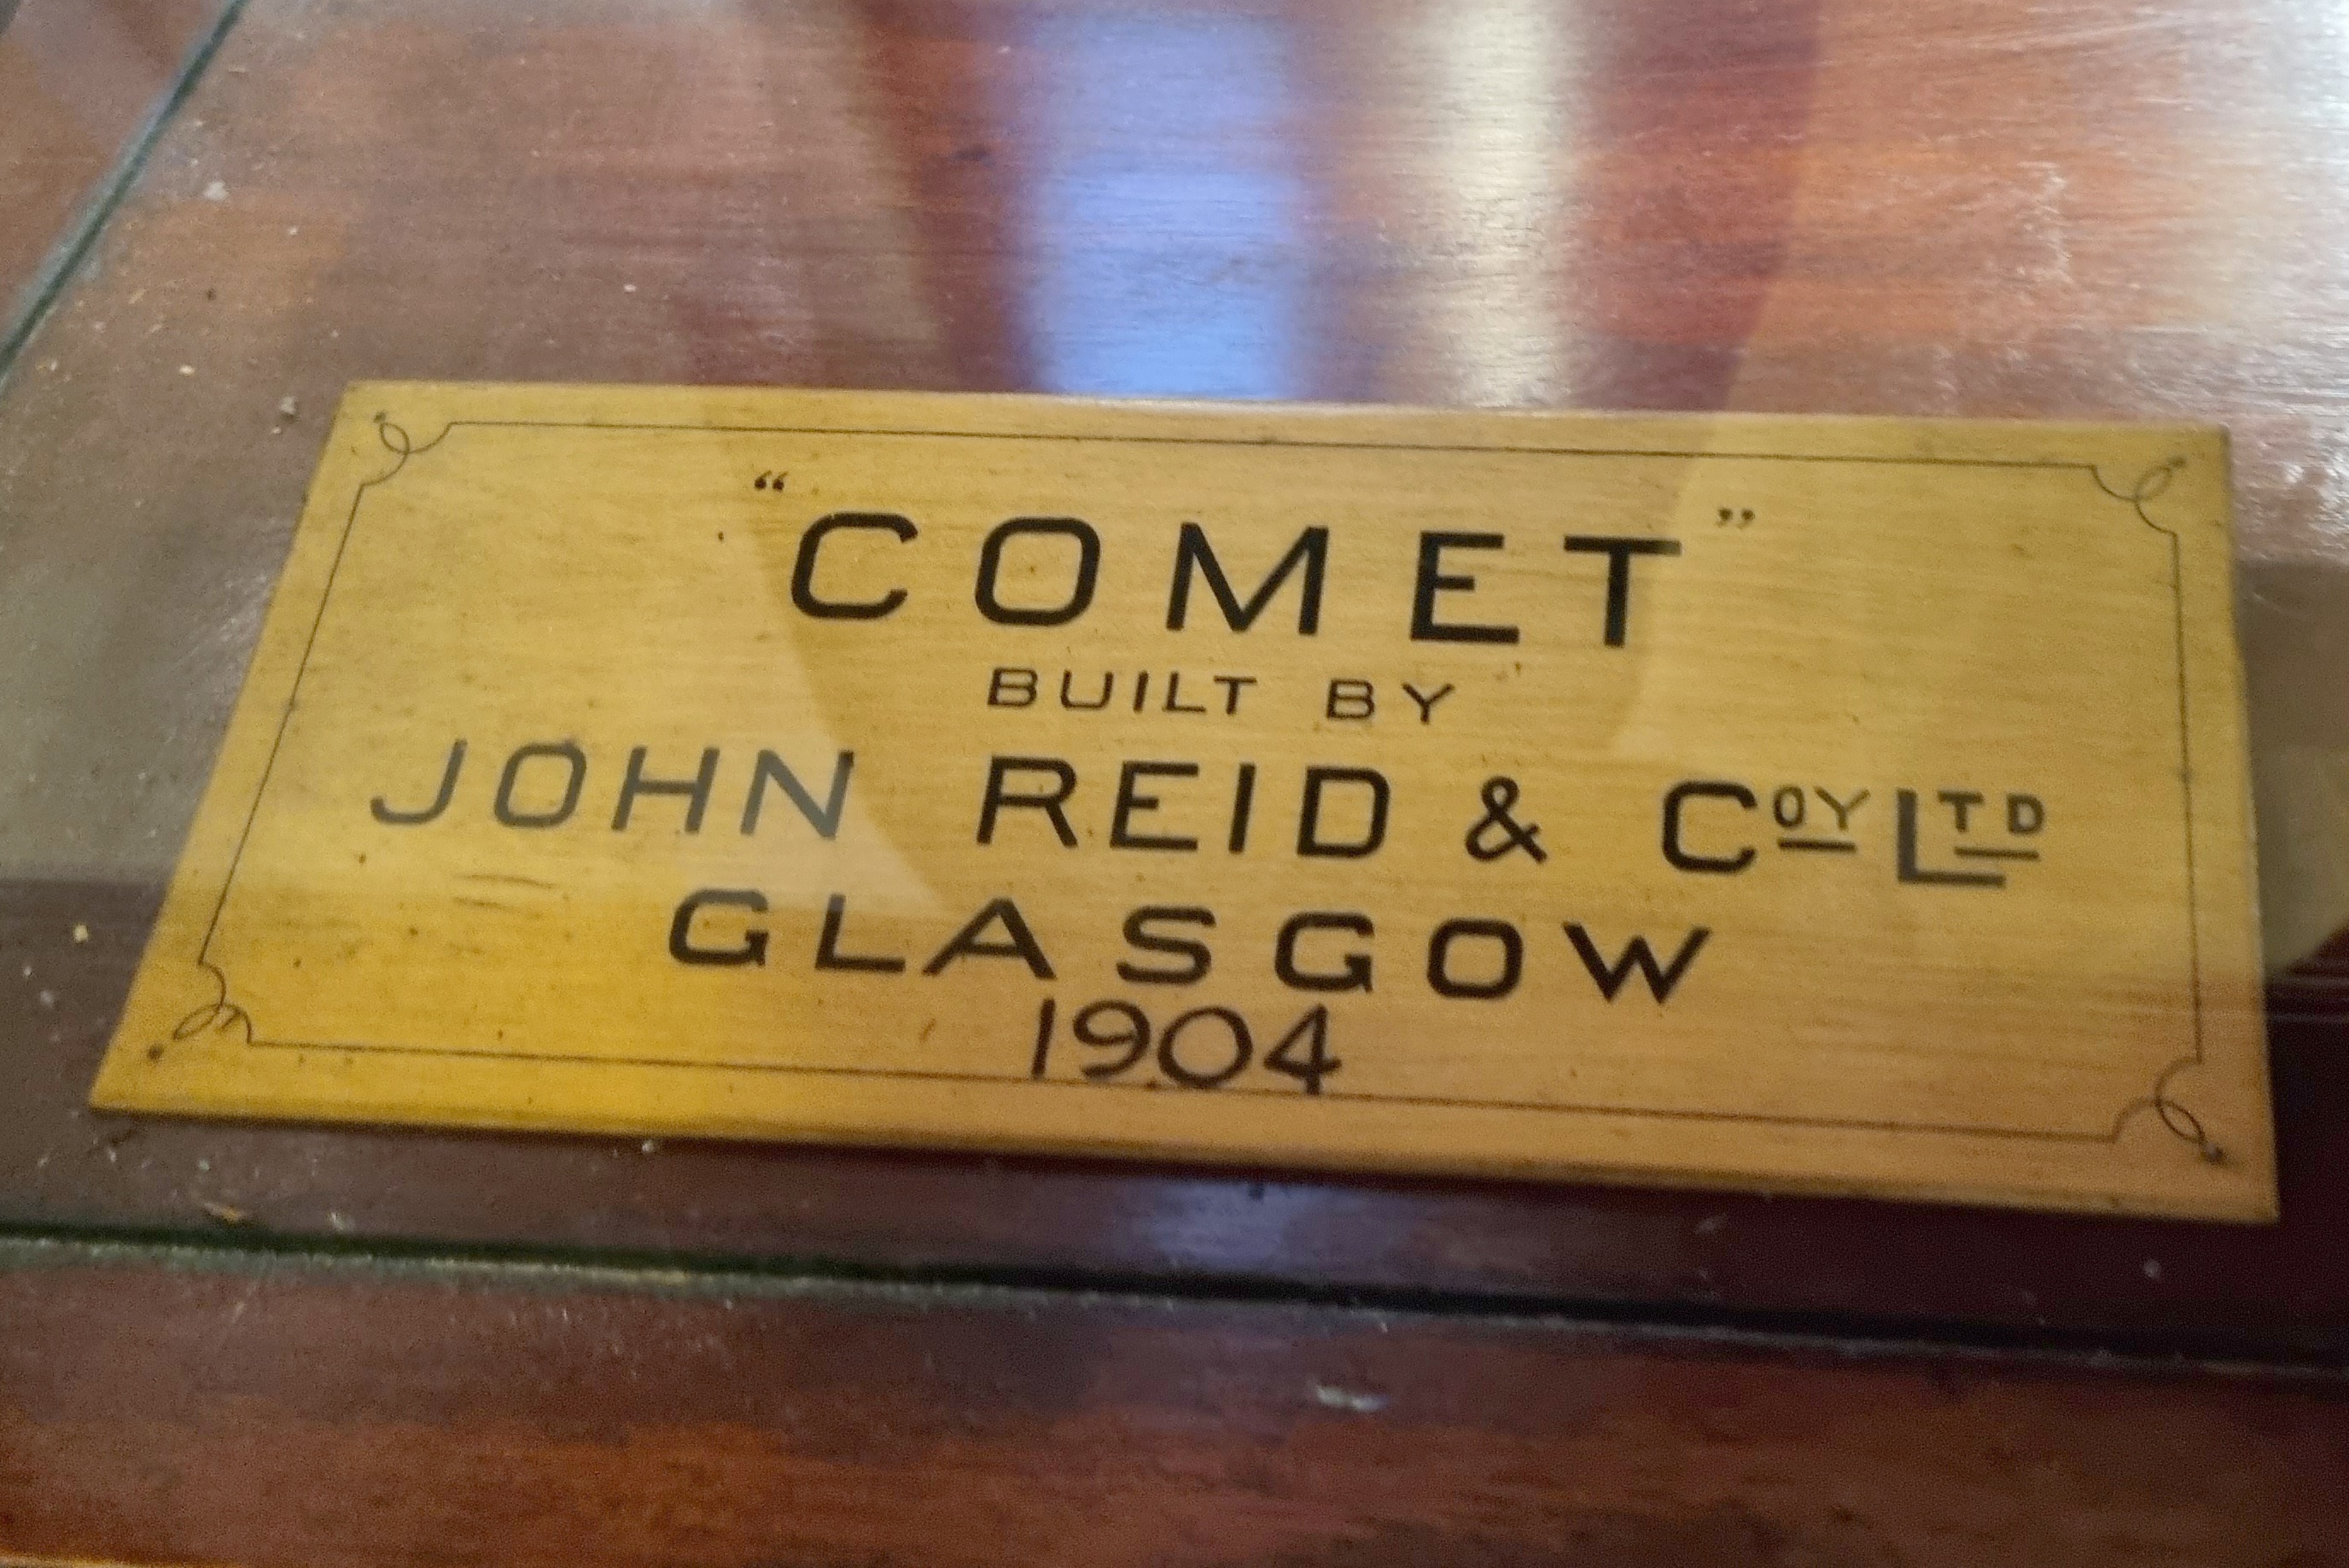 “COMET”
BUILT BY
JOHN REID & COY LTD
GLASGOW
1904